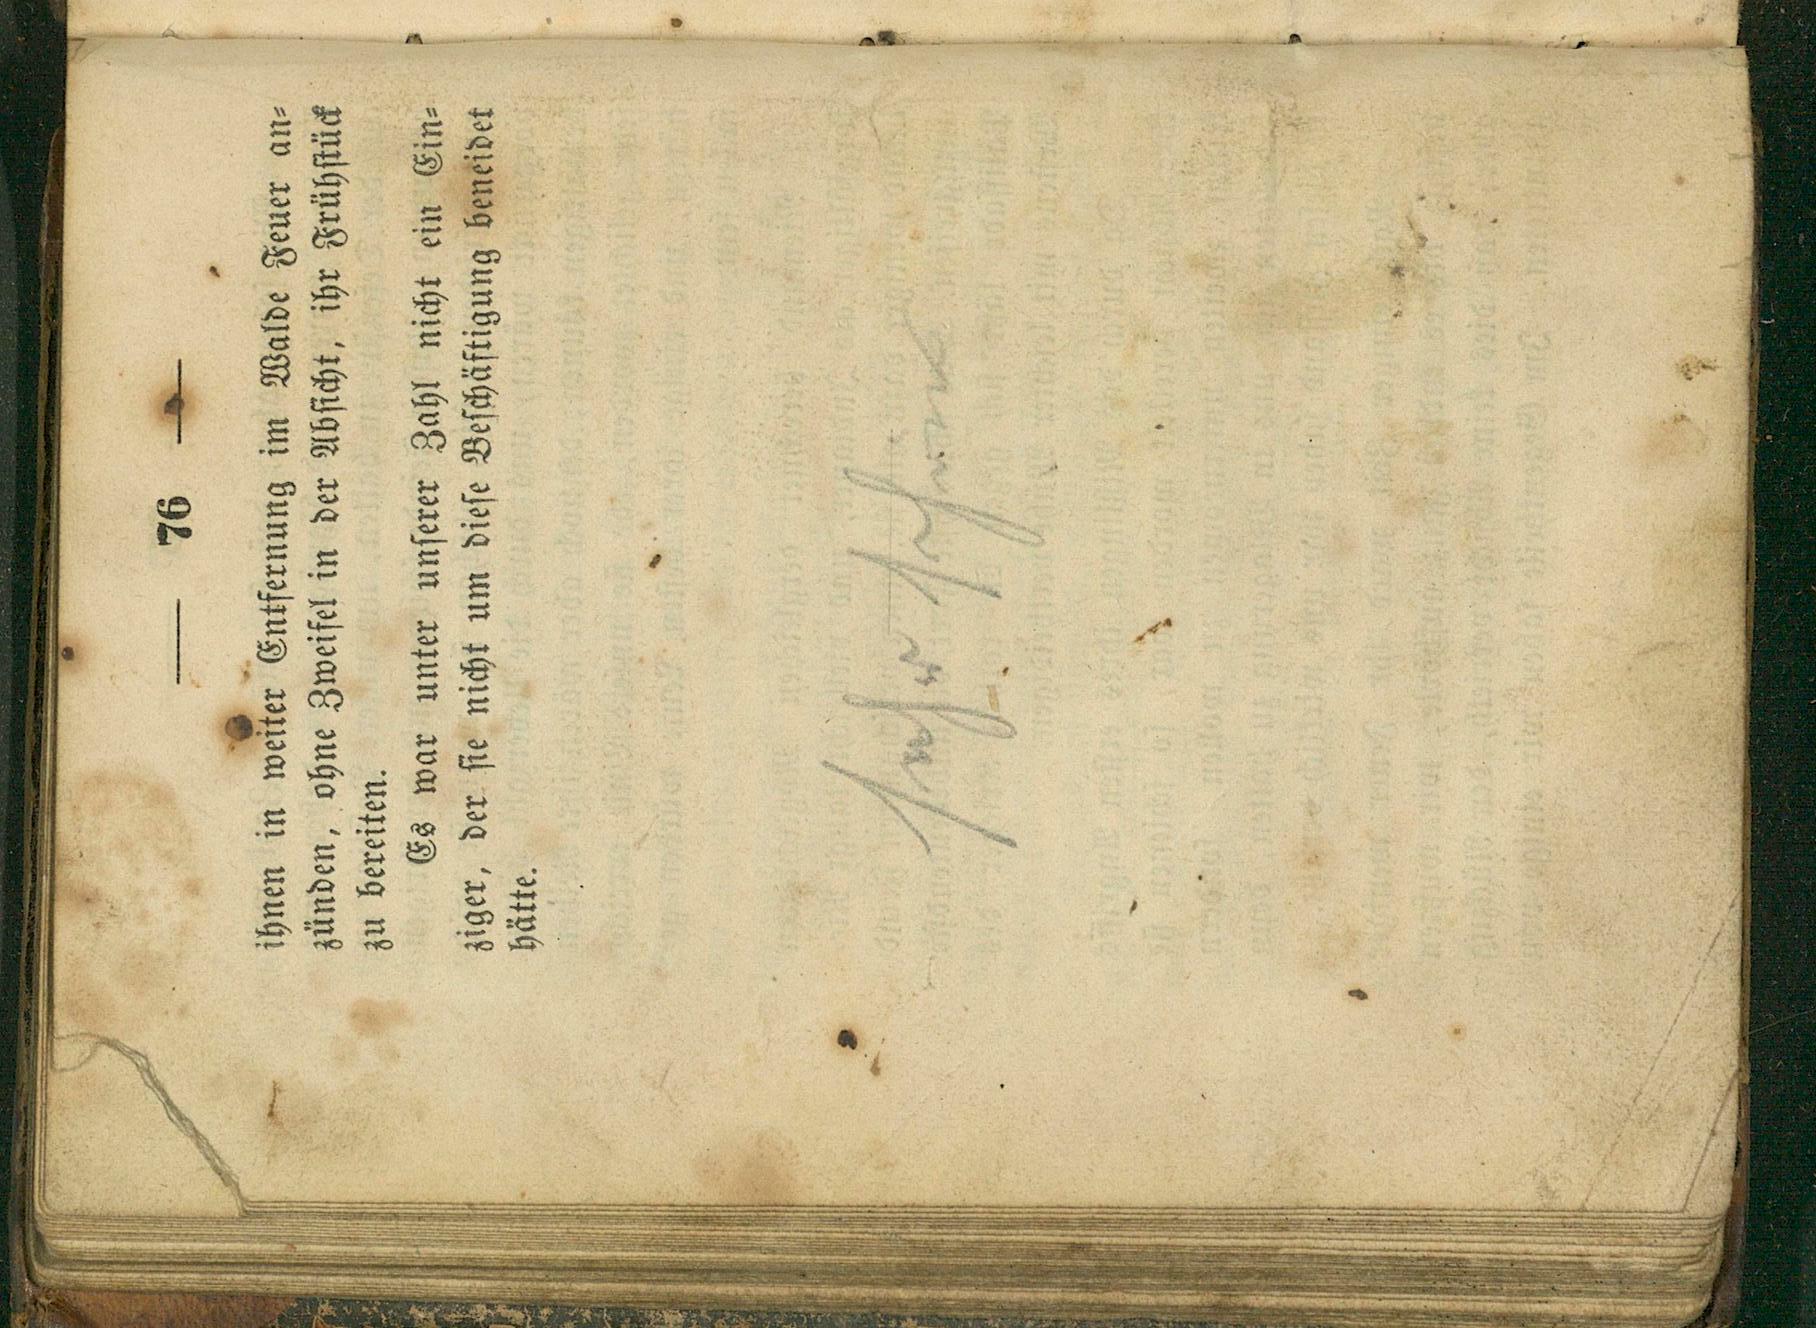 — 76 —
ihnen in weiter Entfernung im Walde Feuer an⸗
zünden, ohne Zweifel in der Absicht, ihr Frühstück
zu bereiten.
Es war unter unserer Zahl nicht ein Ein⸗
ziger, der sie nicht um diese Beschäftigung beneidet
hätte.